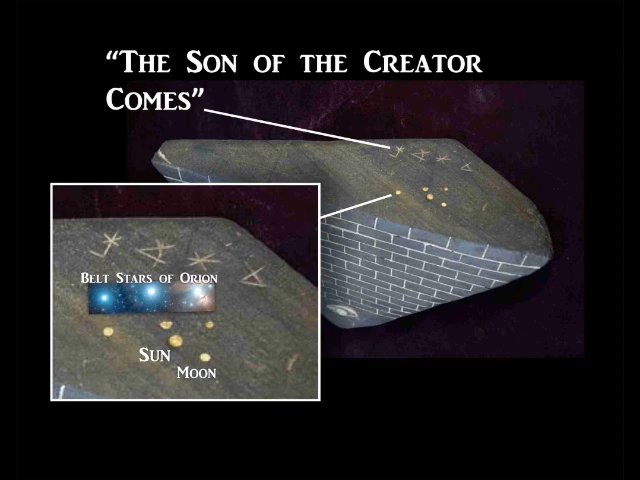 “The Son of the Creator
Comes”
Belt Stars of Orion
Sun
Moon